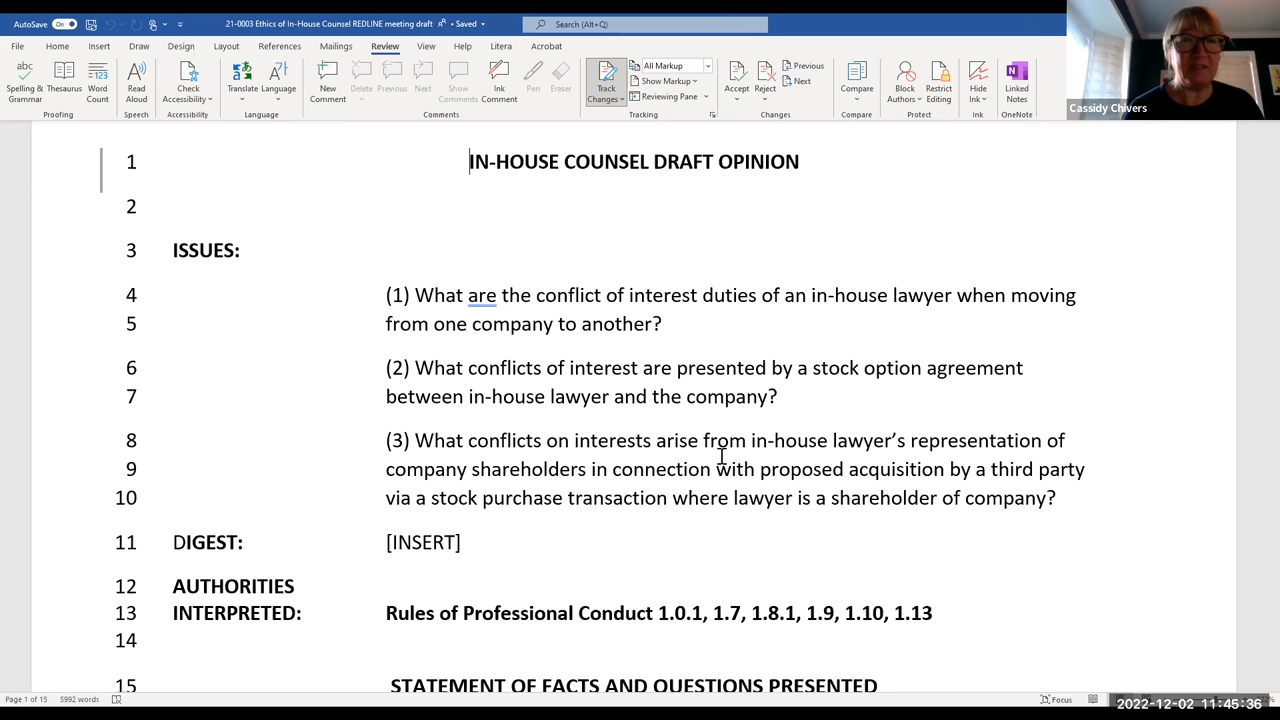 AutoSave On 21-0003 Ethics of In-House Counsel REDLINE meeting draft • Saved Search (Alt+Q)
File Home Insert Draw Design Layout References Mailings Review View Help Litera Acrobat
Spelling & Grammar Thesaurus Word Count Read Aloud Check Accessibility Translate Language New Comment Delete Previous Next Show Comments Ink Comment Pen Eraser Track Changes All Markup Show Markup Reviewing Pane Accept Reject Previous Next Compare Block Authors Restrict Editing Hide Ink Linked Notes
Proofing Speech Accessibility Language Comments Tracking Changes Compare Protect Ink OneNote
Cassidy Chivers
1 IN-HOUSE COUNSEL DRAFT OPINION
2
3 ISSUES:
4 (1) What are the conflict of interest duties of an in-house lawyer when moving
5 from one company to another?
6 (2) What conflicts of interest are presented by a stock option agreement
7 between in-house lawyer and the company?
8 (3) What conflicts on interests arise from in-house lawyer’s representation of
9 company shareholders in connection with proposed acquisition by a third party
10 via a stock purchase transaction where lawyer is a shareholder of company?
11 DIGEST: [INSERT]
12 AUTHORITIES
13 INTERPRETED: Rules of Professional Conduct 1.0.1, 1.7, 1.8.1, 1.9, 1.10, 1.13
14
15 STATEMENT OF FACTS AND QUESTIONS PRESENTED
Page 1 of 15 5992 words Focus
2022-12-02 11:45:36